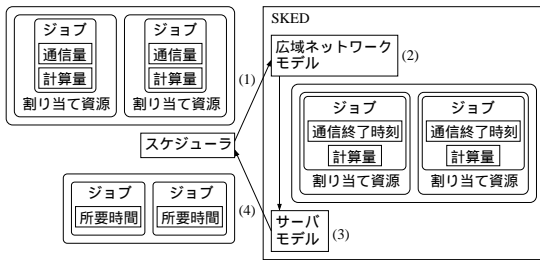 ジョブ
通信量
計算量
割り当て資源
ジョブ
通信量
計算量
割り当て資源
(1)
スケジューラ
ジョブ
所要時間
ジョブ
所要時間
(4)
SKED
広域ネットワーク
モデル
(2)
ジョブ
通信終了時刻
計算量
割り当て資源
ジョブ
通信終了時刻
計算量
割り当て資源
サーバ
モデル
(3)